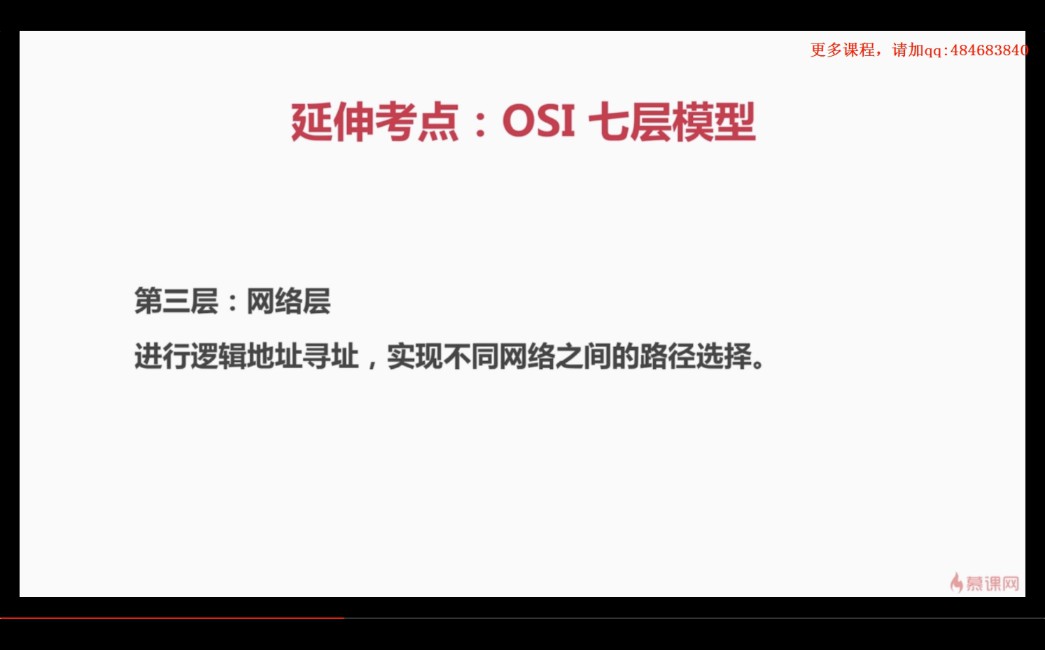 更多课程，请加qq:484683840
延伸考点：OSI 七层模型
第三层：网络层
进行逻辑地址寻址，实现不同网络之间的路径选择。
慕课网